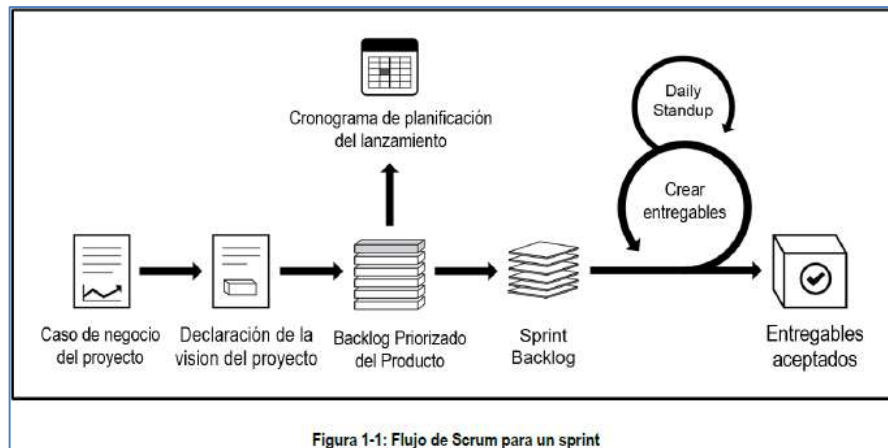 Cronograma de planificación
del lanzamiento
Daily
Standup
Crear
entregables
Caso de negocio
del proyecto
Declaración de la
vision del proyecto
Backlog Priorizado
del Producto
Sprint
Backlog
Entregables
aceptados
Figura 1-1: Flujo de Scrum para un sprint